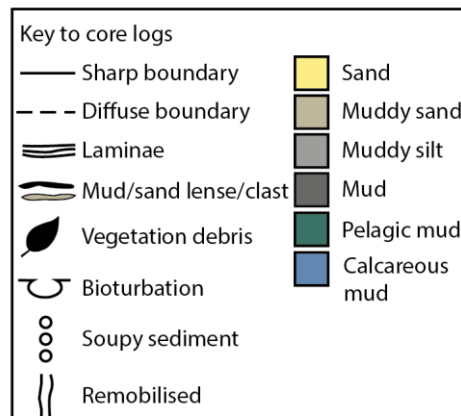 Key to core logs
Sharp boundary
Diffuse boundary
Laminae
Mud/sand lense/clast
Vegetation debris
Bioturbation
Soupy sediment
Remobilised
Sand
Muddy sand
Muddy silt
Mud
Pelagic mud
Calcareous
mud